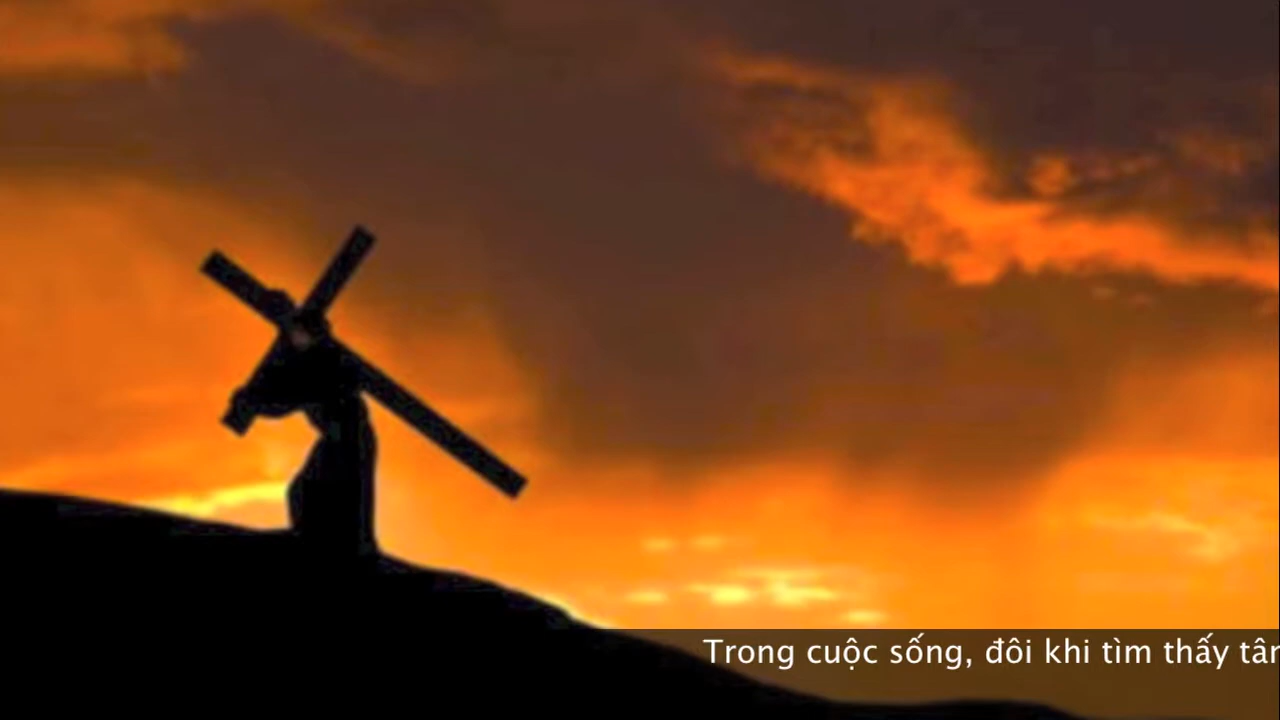 Trong cuộc sống, đôi khi tìm thấy